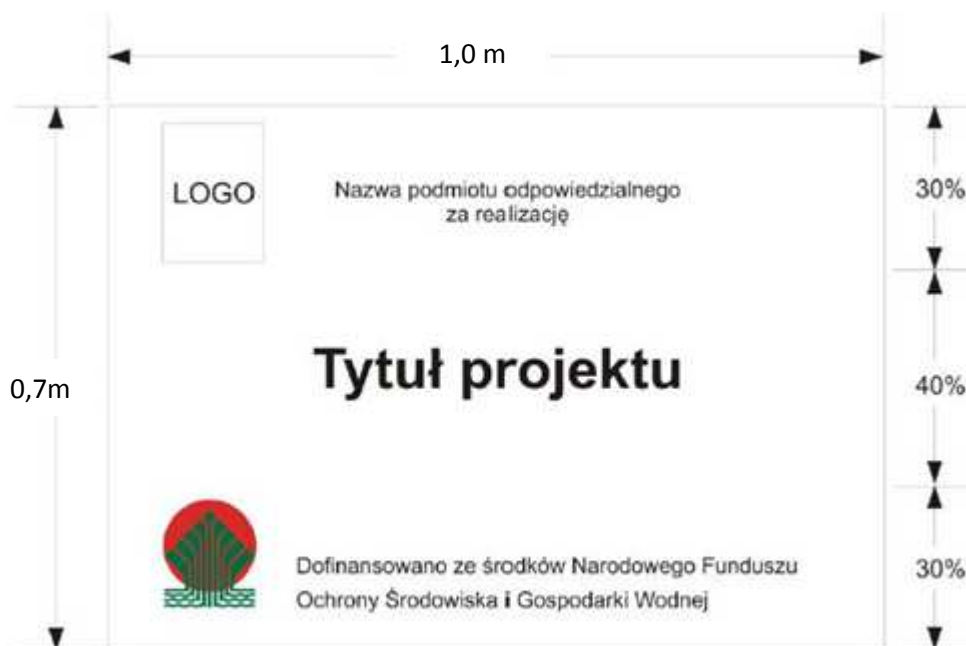 1,0 m
LOGO
Nazwa podmiotu odpowiedzialnego
za realizację
30%
Tytuł projektu
0,7m
40%
Dofinansowano ze środków Narodowego Funduszu
Ochrony Środowiska i Gospodarki Wodnej
30%